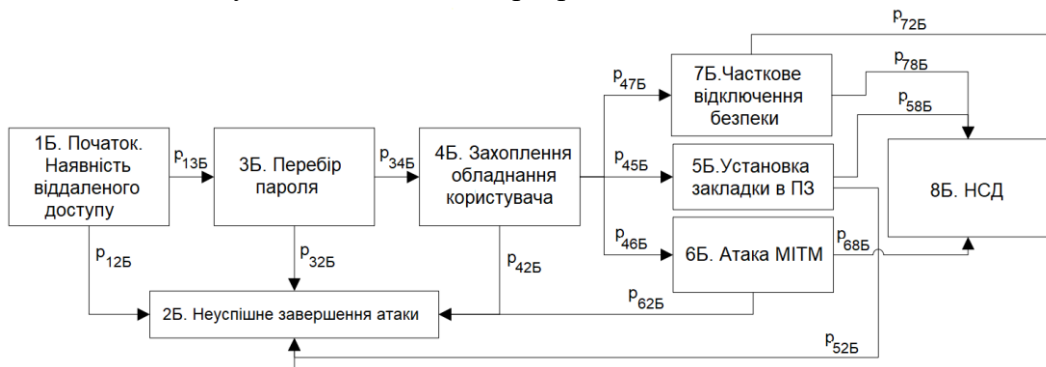 1Б. Початок.
Наявність
віддаленого
доступу
p13Б
3Б. Перебір
пароля
p34Б
4Б. Захоплення
обладнання
користувача
p47Б
p45Б
p46Б
7Б.Часткове
відключення
безпеки
5Б.Установка
закладки в ПЗ
6Б. Атака МІТМ
p72Б
p78Б
p58Б
p68Б
8Б. НСД
p12Б
p32Б
p42Б
p62Б
p52Б
2Б. Неуспішне завершення атаки